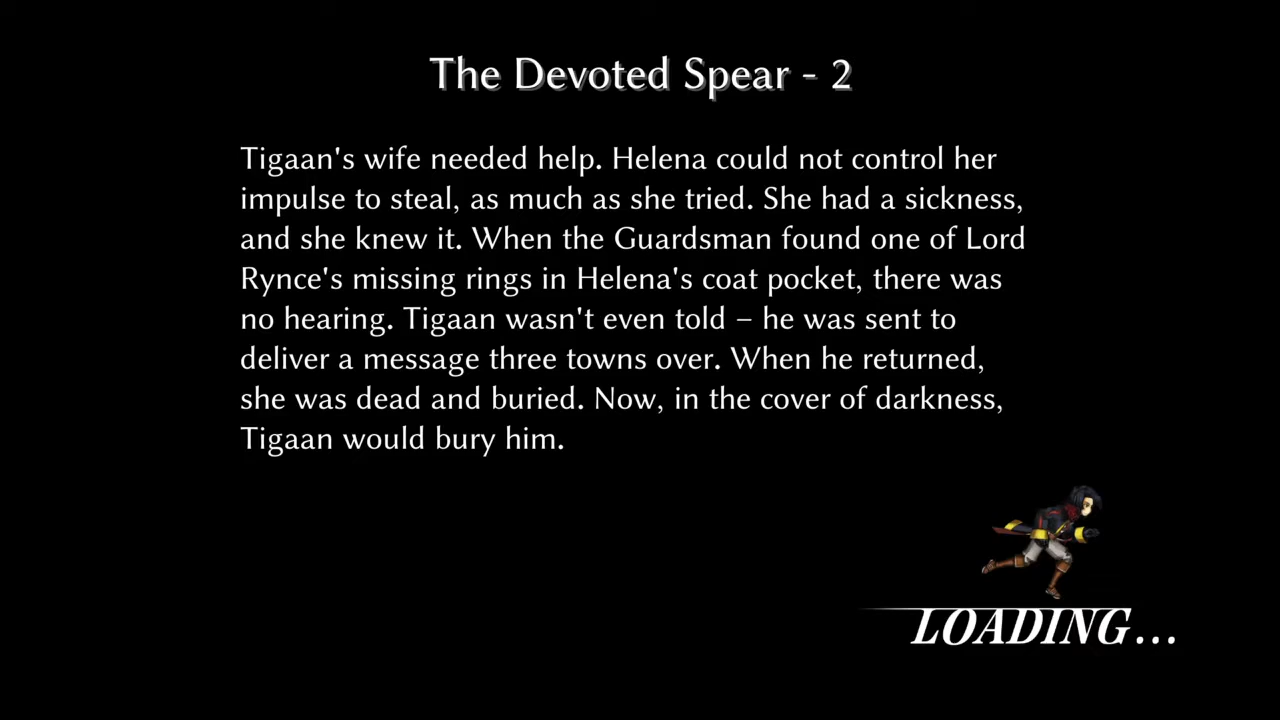 The Devoted Spear - 2
Tigaan's wife needed help. Helena could not control her
impulse to steal, as much as she tried. She had a sickness,
and she knew it. When the Guardsman found one of Lord
Rynce's missing rings in Helena's coat pocket, there was
no hearing. Tigaan wasn't even told – he was sent to
deliver a message three towns over. When he returned,
she was dead and buried. Now, in the cover of darkness,
Tigaan would bury him.
LOADING...